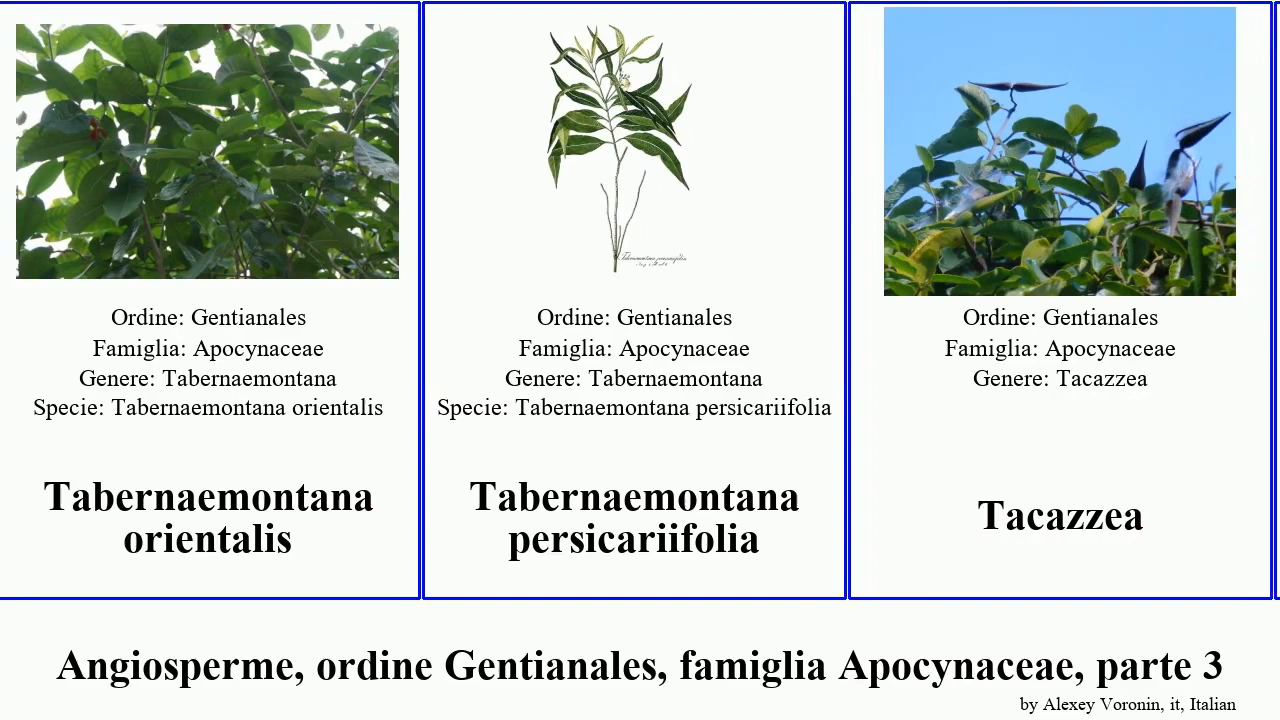 Ordine: Gentianales
Famiglia: Apocynaceae
Genere: Tabernaemontana
Specie: Tabernaemontana orientalis
Tabernaemontana
orientalis
Ordine: Gentianales
Famiglia: Apocynaceae
Genere: Tabernaemontana
Specie: Tabernaemontana persicariifolia
Tabernaemontana
persicariifolia
Ordine: Gentianales
Famiglia: Apocynaceae
Genere: Tacazzea
Tacazzea
Angiosperme, ordine Gentianales, famiglia Apocynaceae, parte 3
by Alexey Voronin, it, Italian